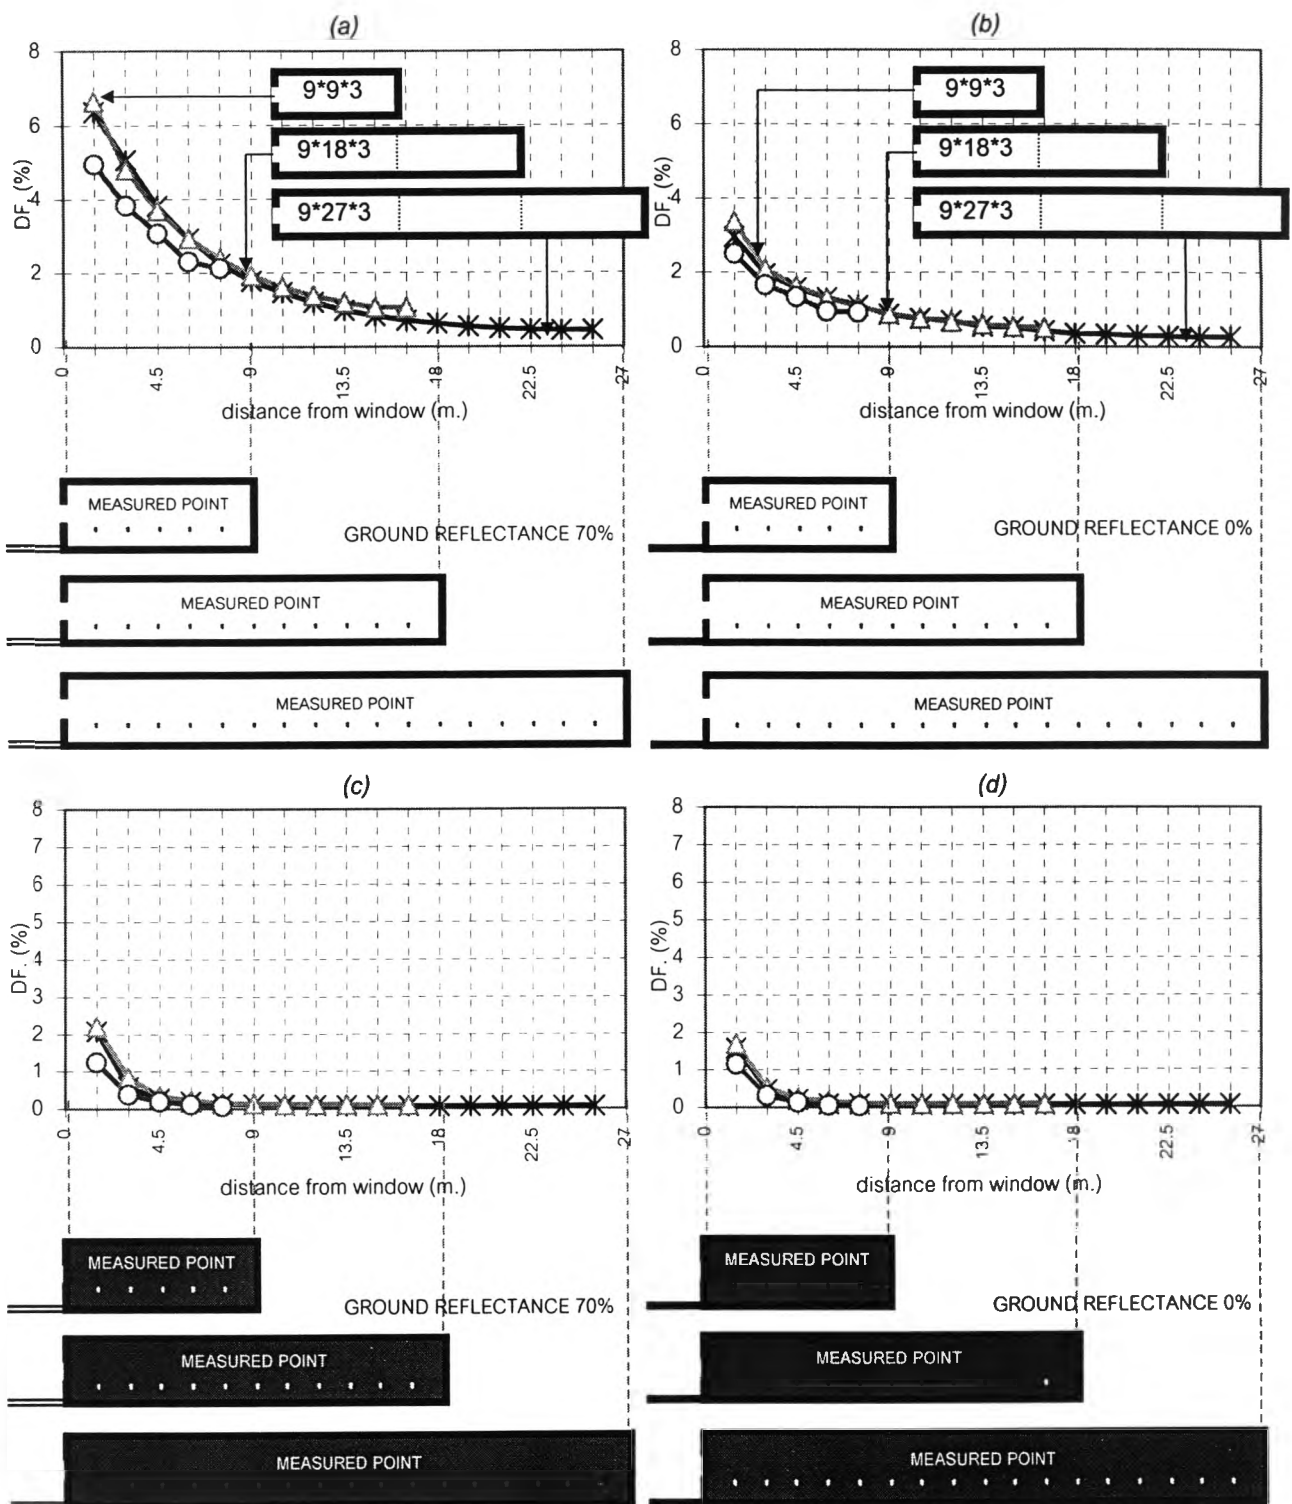 (a)
8
6
4
2
0
DF. (%)
9*9*3
9*18*3
9*27*3
0
4.5
9
13.5
18
22.5
27
distance from window (m.)
MEASURED POINT
GROUND REFLECTANCE 70%
MEASURED POINT
MEASURED POINT
(b)
8
6
4
2
0
DF. (%)
9*9*3
9*18*3
9*27*3
0
4.5
9
13.5
18
22.5
27
distance from window (m.)
MEASURED POINT
GROUND REFLECTANCE 0%
MEASURED POINT
MEASURED POINT
(c)
8
7
6
5
4
3
2
1
0
DF. (%)
0
4.5
9
13.5
18
22.5
27
distance from window (m.)
MEASURED POINT
GROUND REFLECTANCE 70%
MEASURED POINT
MEASURED POINT
(d)
8
7
6
5
4
3
2
1
0
DF. (%)
0
4.5
9
13.5
18
22.5
27
distance from window (m.)
MEASURED POINT
GROUND REFLECTANCE 0%
MEASURED POINT
MEASURED POINT